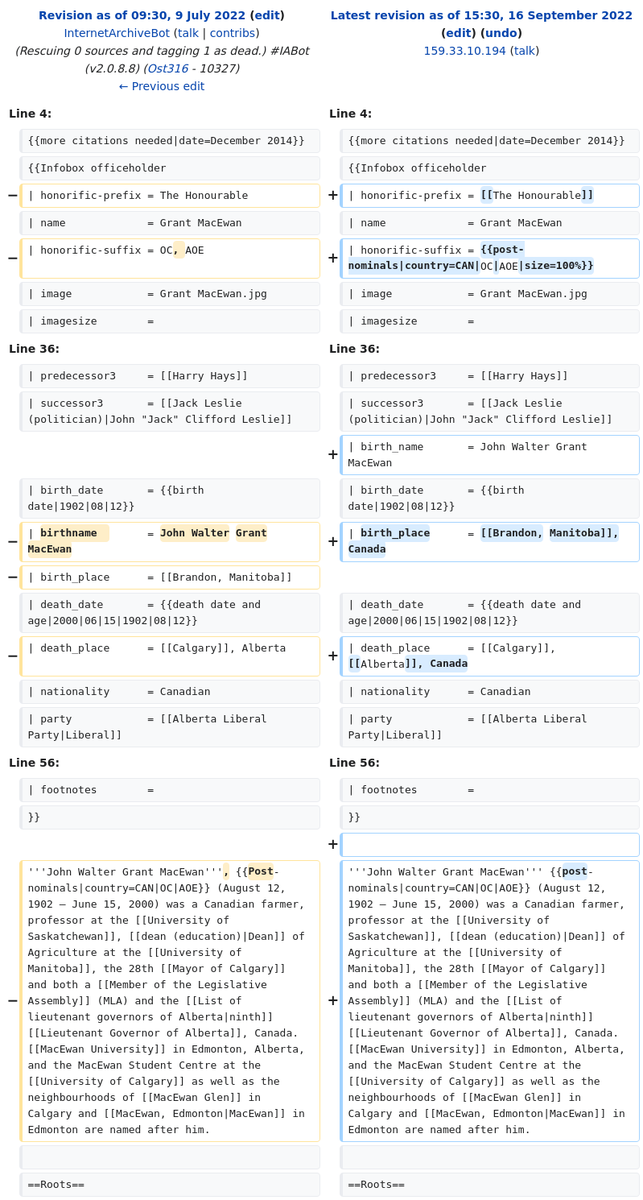 Revision as of 09:30, 9 July 2022 (edit)
InternetArchiveBot (talk | contribs)
(Rescuing 0 sources and tagging 1 as dead.) #IABot
(v2.0.8.8) (Ost316 - 10327)
← Previous edit
Latest revision as of 15:30, 16 September 2022
(edit) (undo)
159.33.10.194 (talk)
Line 4:
Line 4:
{{more citations needed|date=December 2014}}
{{more citations needed|date=December 2014}}
{{Infobox officeholder
{{Infobox officeholder
− | honorific-prefix = The Honourable
+ | honorific-prefix = [[The Honourable]]
| name = Grant MacEwan
| name = Grant MacEwan
− | honorific-suffix = OC, AOE
+ | honorific-suffix = {{post-
nominals|country=CAN|OC|AOE|size=100%}}
| image = Grant MacEwan.jpg
| image = Grant MacEwan.jpg
| imagesize =
| imagesize =
Line 36:
Line 36:
| predecessor3 = [[Harry Hays]]
| predecessor3 = [[Harry Hays]]
| successor3 = [[Jack Leslie
(politician)|John "Jack" Clifford Leslie]]
| successor3 = [[Jack Leslie
(politician)|John "Jack" Clifford Leslie]]
+ | birth_name = John Walter Grant
MacEwan
| birth_date = {{birth
date|1902|08|12}}
| birth_date = {{birth
date|1902|08|12}}
− | birthname = John Walter Grant
MacEwan
+ | birth_place = [[Brandon, Manitoba]],
Canada
− | birth_place = [[Brandon, Manitoba]]
| death_date = {{death date and
age|2000|06|15|1902|08|12}}
| death_date = {{death date and
age|2000|06|15|1902|08|12}}
− | death_place = [[Calgary]], Alberta
+ | death_place = [[Calgary]],
[[Alberta]], Canada
| nationality = Canadian
| nationality = Canadian
| party = [[Alberta Liberal
Party|Liberal]]
| party = [[Alberta Liberal
Party|Liberal]]
Line 56:
Line 56:
| footnotes =
| footnotes =
}}
}}
+
− '''John Walter Grant MacEwan''', {{Post-
nominals|country=CAN|OC|AOE}} (August 12,
1902 – June 15, 2000) was a Canadian farmer,
professor at the [[University of
Saskatchewan]], [[dean (education)|Dean]] of
Agriculture at the [[University of
Manitoba]], the 28th [[Mayor of Calgary]]
and both a [[Member of the Legislative
Assembly]] (MLA) and the [[List of
lieutenant governors of Alberta|ninth]]
[[Lieutenant Governor of Alberta]], Canada.
[[MacEwan University]] in Edmonton, Alberta,
and the MacEwan Student Centre at the
[[University of Calgary]] as well as the
neighbourhoods of [[MacEwan Glen]] in
Calgary and [[MacEwan, Edmonton|MacEwan]] in
Edmonton are named after him.
+ '''John Walter Grant MacEwan''' {{post-
nominals|country=CAN|OC|AOE}} (August 12,
1902 – June 15, 2000) was a Canadian farmer,
professor at the [[University of
Saskatchewan]], [[dean (education)|Dean]] of
Agriculture at the [[University of
Manitoba]], the 28th [[Mayor of Calgary]]
and both a [[Member of the Legislative
Assembly]] (MLA) and the [[List of
lieutenant governors of Alberta|ninth]]
[[Lieutenant Governor of Alberta]], Canada.
[[MacEwan University]] in Edmonton, Alberta,
and the MacEwan Student Centre at the
[[University of Calgary]] as well as the
neighbourhoods of [[MacEwan Glen]] in
Calgary and [[MacEwan, Edmonton|MacEwan]] in
Edmonton are named after him.
==Roots==
==Roots==